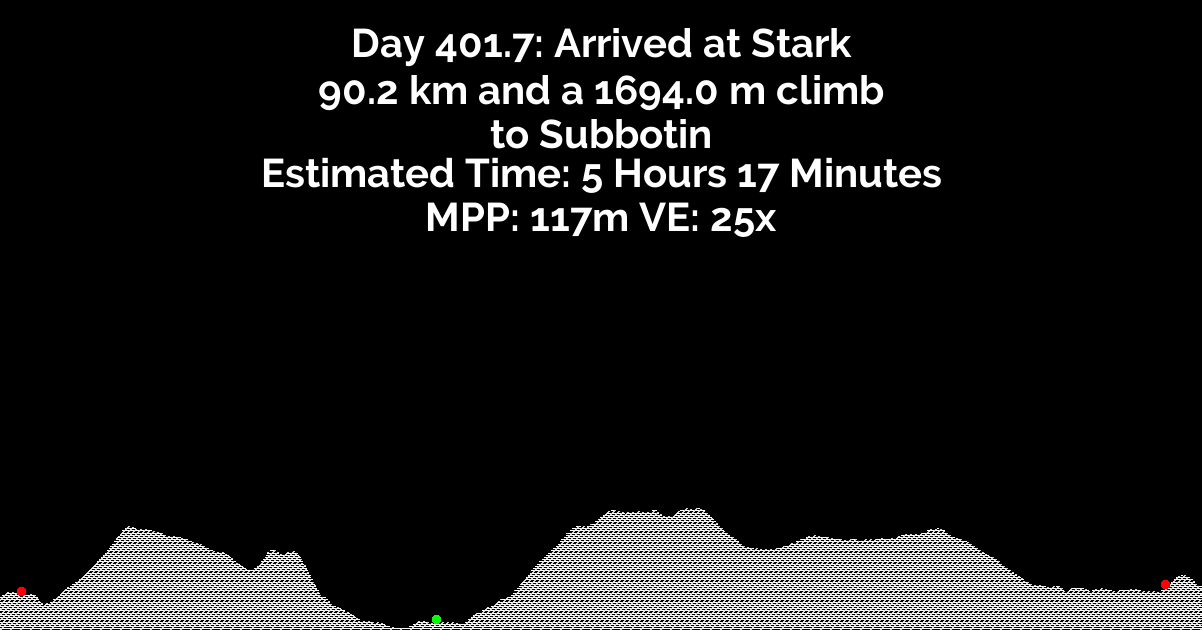 Day 401.7: Arrived at Stark
90.2 km and a 1694.0 m climb
to Subbotin
Estimated Time: 5 Hours 17 Minutes
MPP: 117m VE: 25x